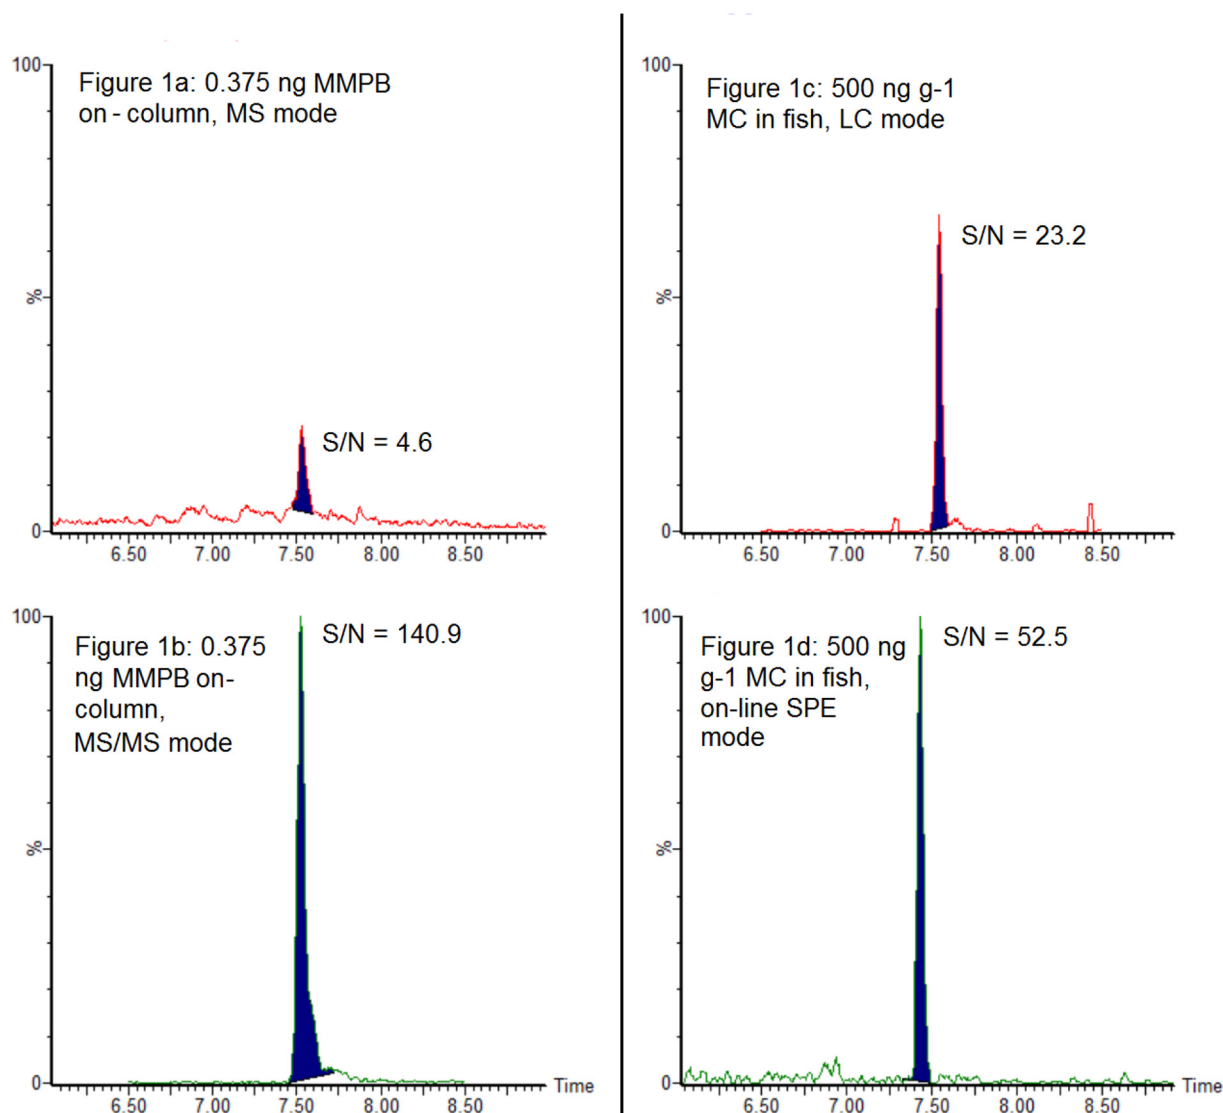 100
Figure 1a: 0.375 ng MMPB
on - column, MS mode
%
S/N = 4.6
0
6.50 7.00 7.50 8.00 8.50
100
Figure 1b: 0.375
ng MMPB on-
column,
MS/MS mode
S/N = 140.9
%
0
6.50 7.00 7.50 8.00 8.50
Time
100
Figure 1c: 500 ng g-1
MC in fish, LC mode
S/N = 23.2
%
0
6.50 7.00 7.50 8.00 8.50
100
Figure 1d: 500 ng
g-1 MC in fish,
on-line SPE
mode
S/N = 52.5
%
0
6.50 7.00 7.50 8.00 8.50
Time